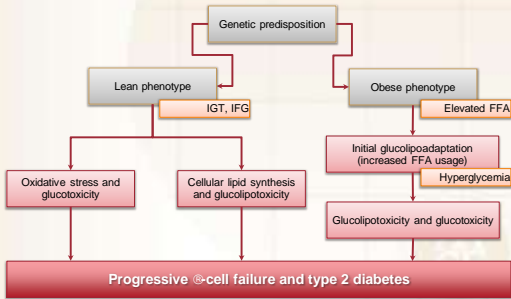 Genetic predisposition
Lean phenotype
Obese phenotype
IGT, IFG
Elevated FFA
Initial glucolipoadaptation
(increased FFA usage)
Hyperglycemia
Oxidative stress and
glucotoxicity
Cellular lipid synthesis
and glucolipotoxicity
Glucolipotoxicity and glucotoxicity
Progressive ®-cell failure and type 2 diabetes